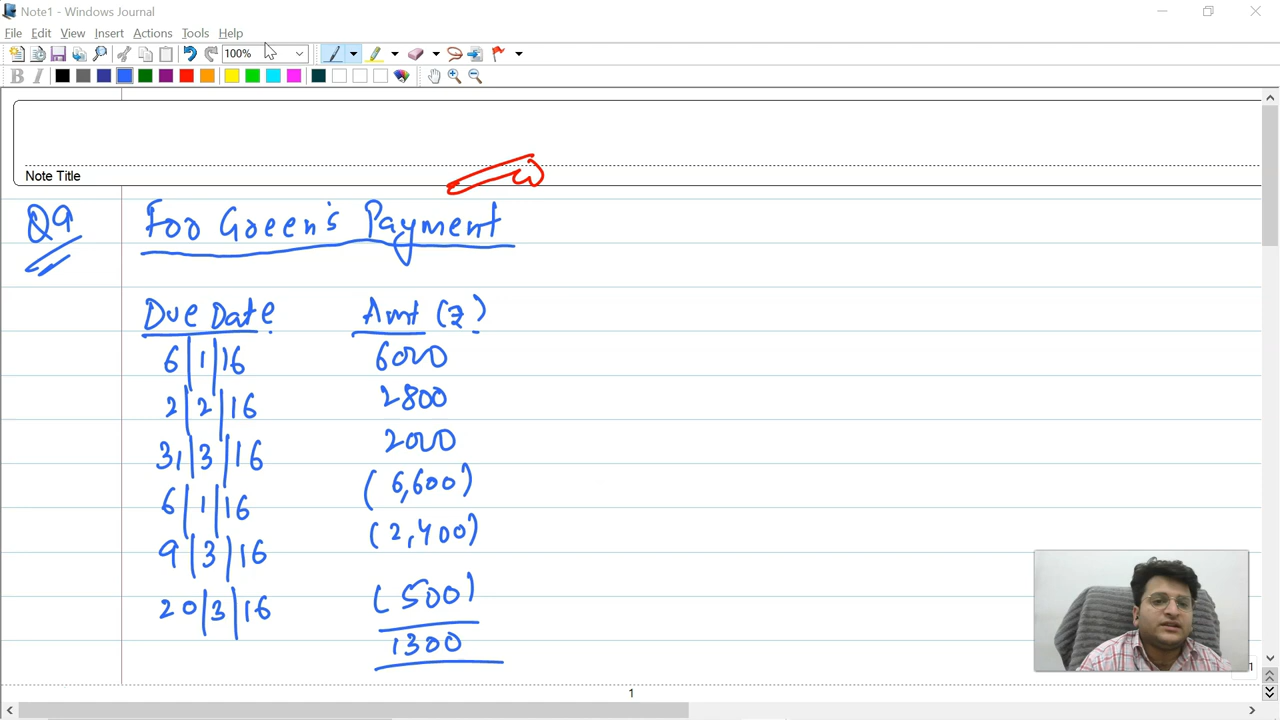 Note1 - Windows Journal
File Edit View Insert Actions Tools Help
100%
B I
Note Title
Q9 For Green's Payment
Due Date Amt (₹)
6|1|16 6000
2|2|16 2800
31|3|16 2000
6|1|16 (6,600)
9|3|16 (2,400)
20|3|16 (500)
1300
1
1